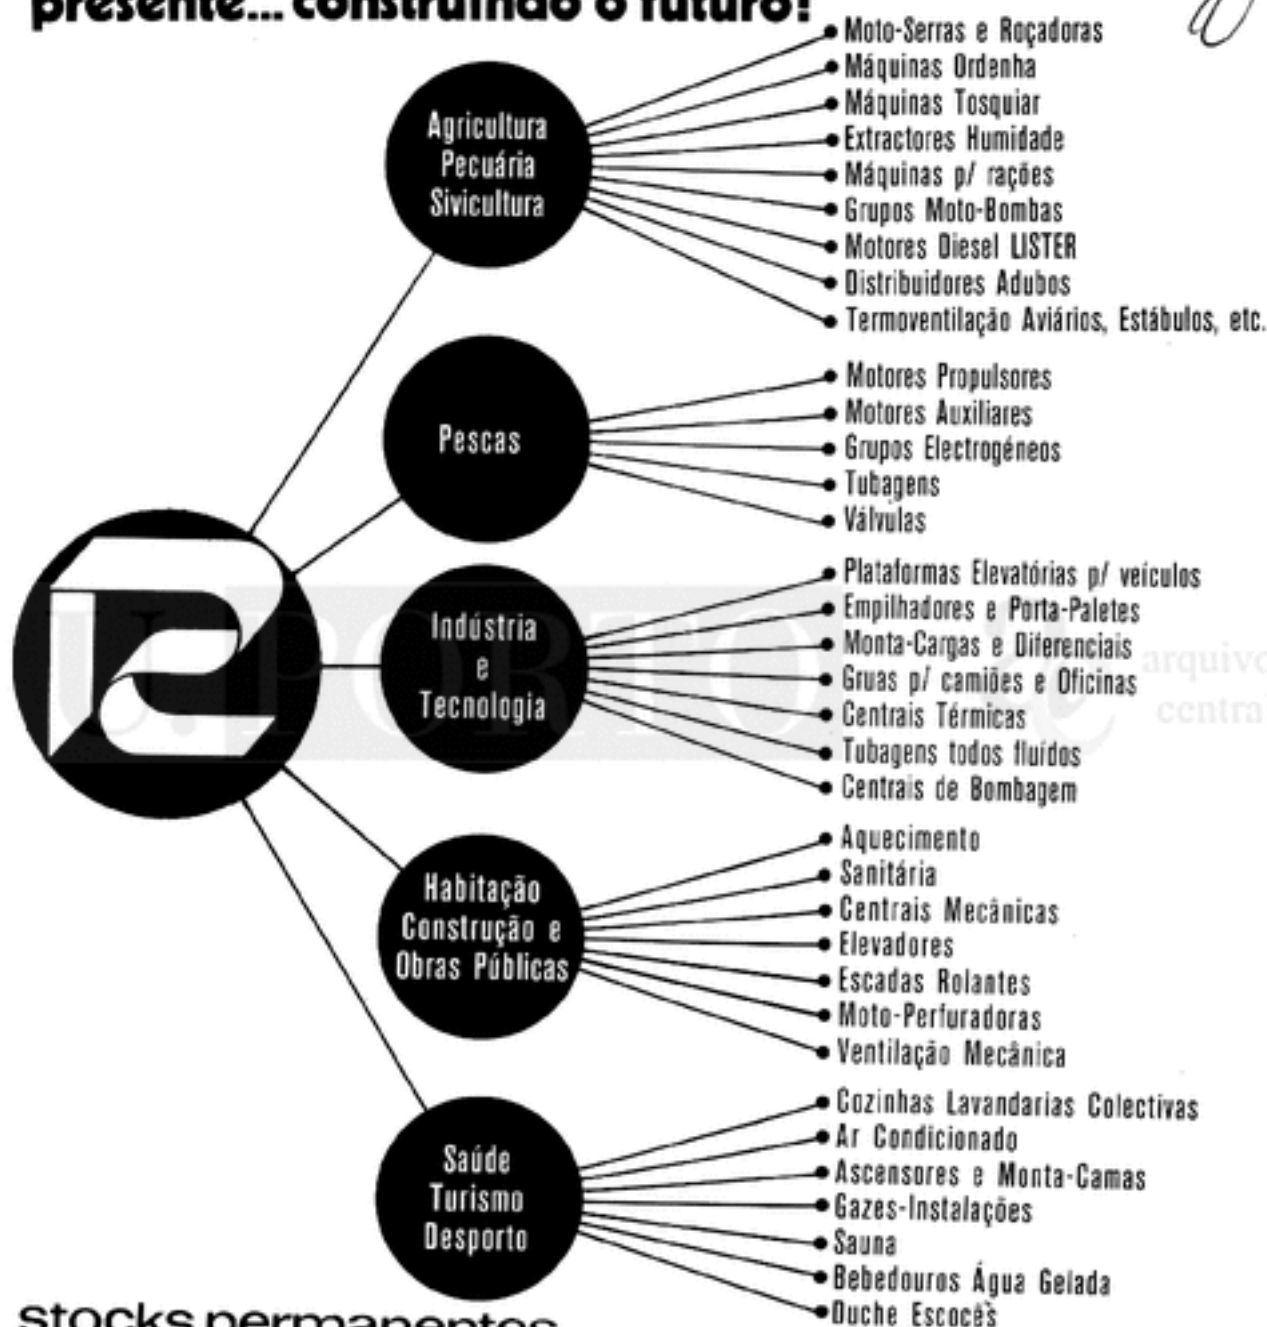 presente... construindo o futuro!
Agricultura
Pecuária
Sivicultura
Moto-Serras e Roçadoras
Máquinas Ordenha
Máquinas Tosquiar
Extractores Humidade
Máquinas p/ rações
Grupos Moto-Bombas
Motores Diesel LISTER
Distribuidores Adubos
Termoventilação Aviários, Estábulos, etc.
Pescas
Motores Propulsores
Motores Auxiliares
Grupos Electrogéneos
Tubagens
Válvulas
Indústria
e
Tecnologia
Plataformas Elevatórias p/ veículos
Empilhadores e Porta-Paletes
Monta-Cargas e Diferenciais
Gruas p/ camiões e Oficinas
Centrais Térmicas
Tubagens todos fluídos
Centrais de Bombagem
U. PORTO
arquivo
central
Habitação
Construção e
Obras Públicas
Aquecimento
Sanitária
Centrais Mecânicas
Elevadores
Escadas Rolantes
Moto-Perfuradoras
Ventilação Mecânica
Saúde
Turismo
Desporto
Cozinhas Lavandarias Colectivas
Ar Condicionado
Ascensores e Monta-Camas
Gazes-Instalações
Sauna
Bebedouros Água Gelada
Duche Escocês
stocks permanentes